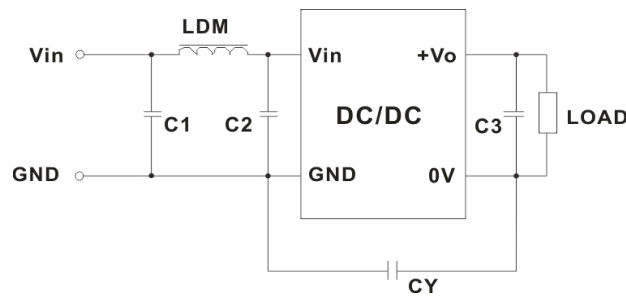 LDM
Vin
Vin
+Vo
C1
C2
DC/DC
C3
LOAD
GND
GND
0V
CY